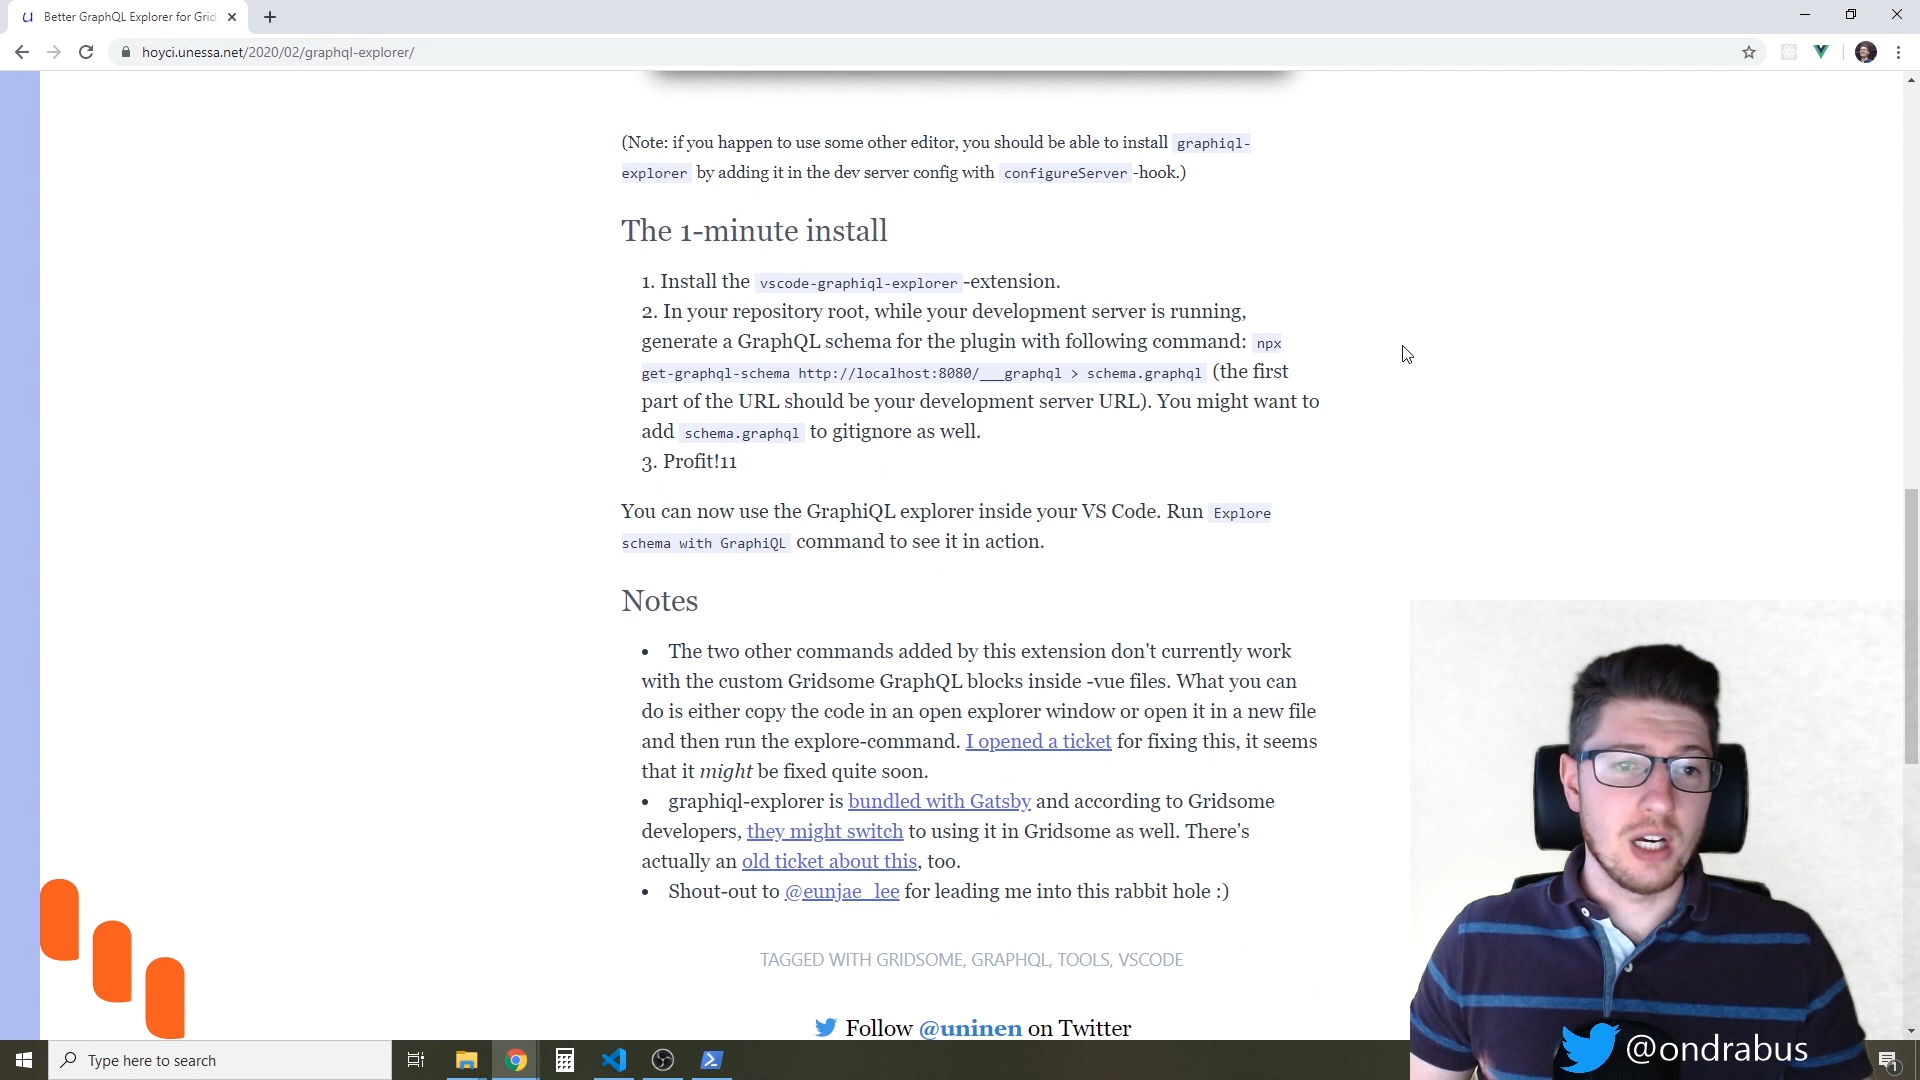 Better GraphQL Explorer for Grid
hoyci.unessa.net/2020/02/graphql-explorer/
(Note: if you happen to use some other editor, you should be able to install graphiql-
explorer by adding it in the dev server config with configureServer -hook.)
The 1-minute install
1. Install the vscode-graphiql-explorer -extension.
2. In your repository root, while your development server is running,
generate a GraphQL schema for the plugin with following command: npx
get-graphql-schema http://localhost:8080/___graphql > schema.graphql (the first
part of the URL should be your development server URL). You might want to
add schema.graphql to gitignore as well.
3. Profit!11
You can now use the GraphiQL explorer inside your VS Code. Run Explore
schema with GraphiQL command to see it in action.
Notes
• The two other commands added by this extension don't currently work
with the custom Gridsome GraphQL blocks inside -vue files. What you can
do is either copy the code in an open explorer window or open it in a new file
and then run the explore-command. I opened a ticket for fixing this, it seems
that it might be fixed quite soon.
• graphiql-explorer is bundled with Gatsby and according to Gridsome
developers, they might switch to using it in Gridsome as well. There's
actually an old ticket about this, too.
• Shout-out to @eunjae_lee for leading me into this rabbit hole :)
TAGGED WITH GRIDSOME, GRAPHQL, TOOLS, VSCODE
Follow @uninen on Twitter
@ondrabus
Type here to search
1